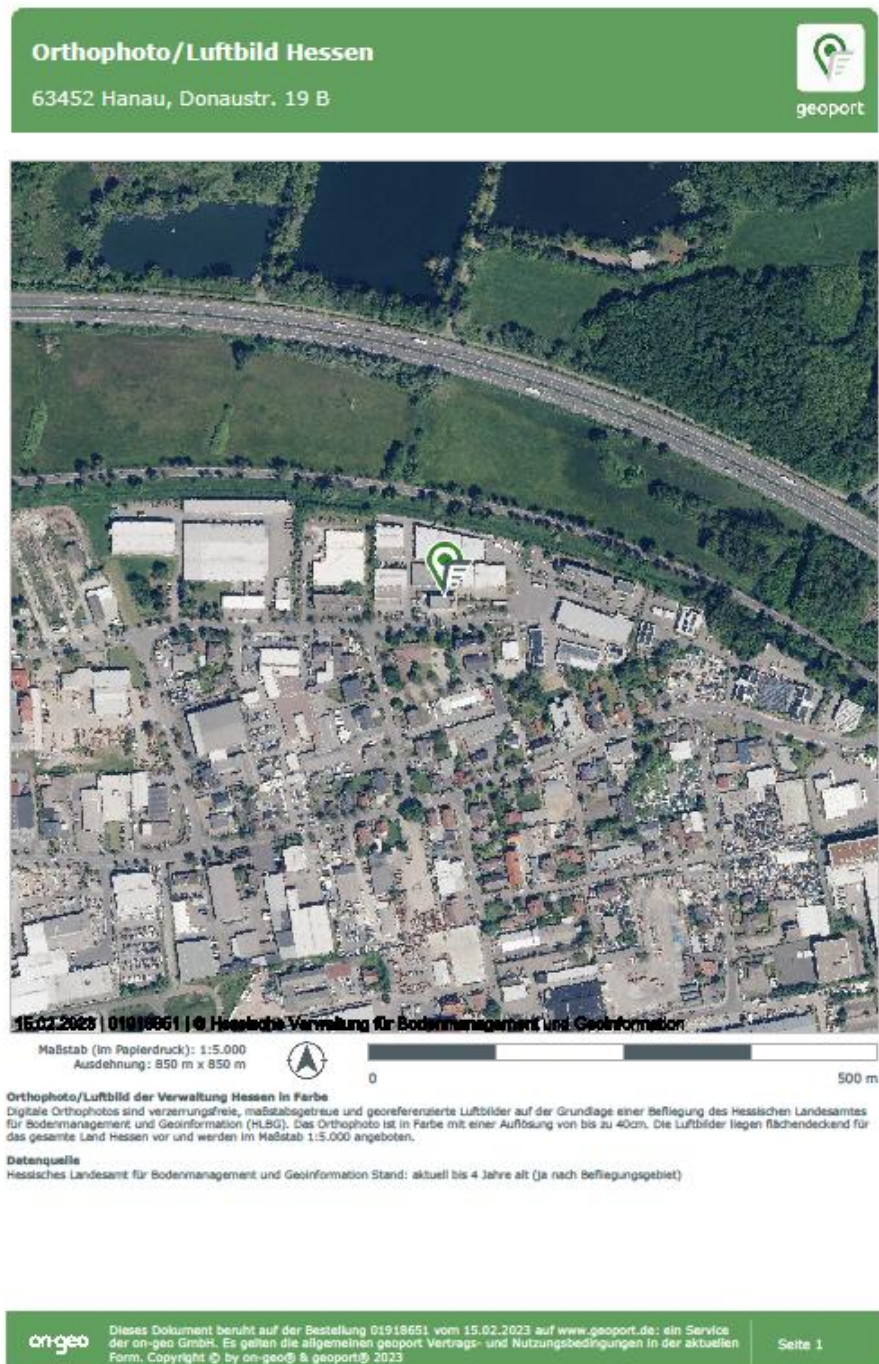 Orthophoto/Luftbild Hessen
63452 Hanau, Donaustr. 19 B
geoport
15.02.2023 | 01918651 | © Hessische Verwaltung für Bodenmanagement und Geoinformation
Maßstab (im Papierdruck): 1:5.000
Ausdehnung: 850 m x 850 m
0
500 m
Orthophoto/Luftbild der Verwaltung Hessen in Farbe
Digitale Orthophotos sind verzerrungsfreie, maßstabsgetreue und georeferenzierte Luftbilder auf der Grundlage einer Befliegung des Hessischen Landesamtes
für Bodenmanagement und Geoinformation (HLBG). Das Orthophoto ist in Farbe mit einer Auflösung von bis zu 40cm. Die Luftbilder liegen flächendeckend für
das gesamte Land Hessen vor und werden im Maßstab 1:5.000 angeboten.
Datenquelle
Hessisches Landesamt für Bodenmanagement und Geoinformation Stand: aktuell bis 4 Jahre alt (ja nach Befliegungsgebiet)
on-geo
Dieses Dokument beruht auf der Bestellung 01918651 vom 15.02.2023 auf www.geoport.de: ein Service
der on-geo GmbH. Es gelten die allgemeinen geoport Vertrags- und Nutzungsbedingungen in der aktuellen
Form. Copyright © by on-geo® & geoport® 2023
Seite 1